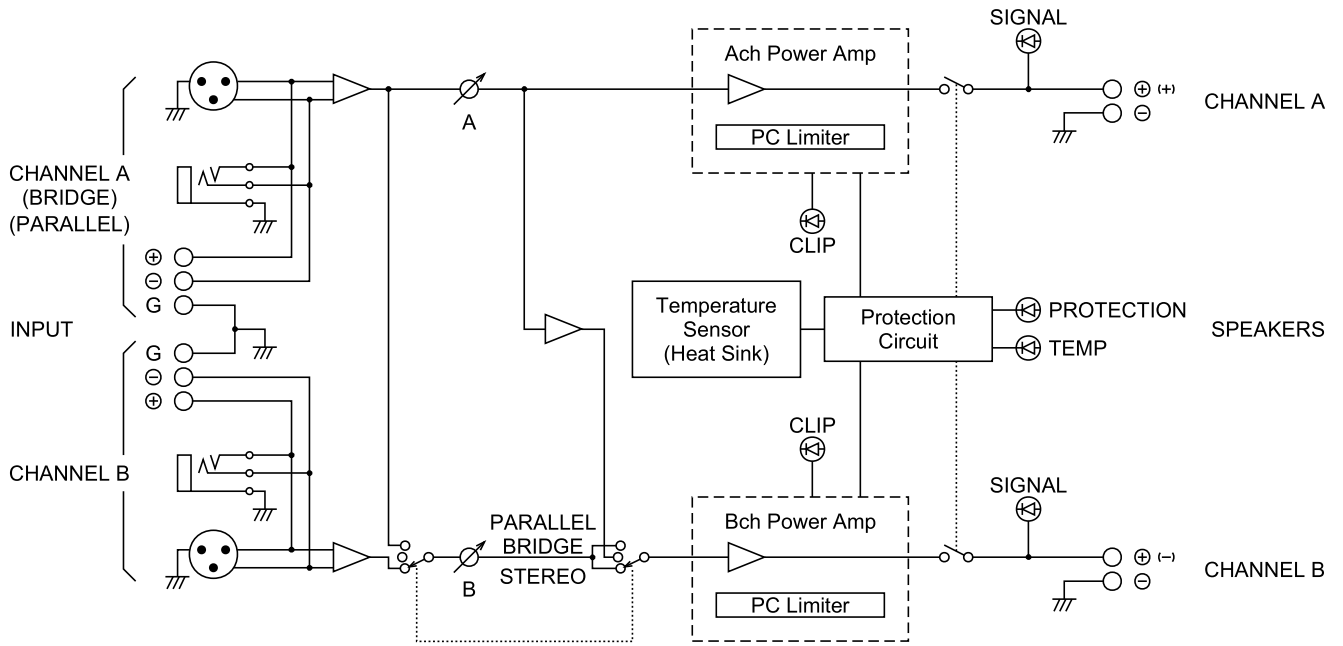 SIGNAL
Ach Power Amp
⊕ (+)
CHANNEL A
⊖
A
PC Limiter
CHANNEL A
(BRIDGE)
(PARALLEL)
CLIP
⊕
⊖
G
Temperature
Sensor
(Heat Sink)
Protection
Circuit
PROTECTION
TEMP
INPUT
SPEAKERS
G
⊖
⊕
CLIP
CHANNEL B
SIGNAL
PARALLEL
BRIDGE
STEREO
Bch Power Amp
⊕ (−)
CHANNEL B
⊖
B
PC Limiter